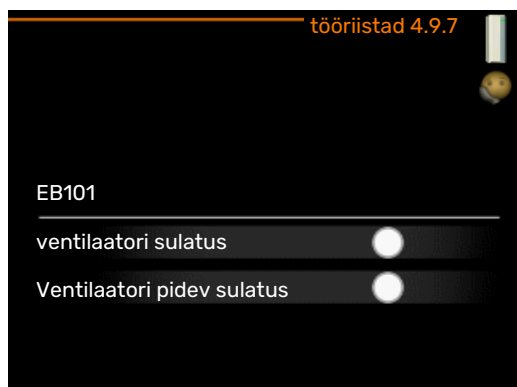 tööriistad 4.9.7
EB101
ventilaatori sulatus
Ventilaatori pidev sulatus